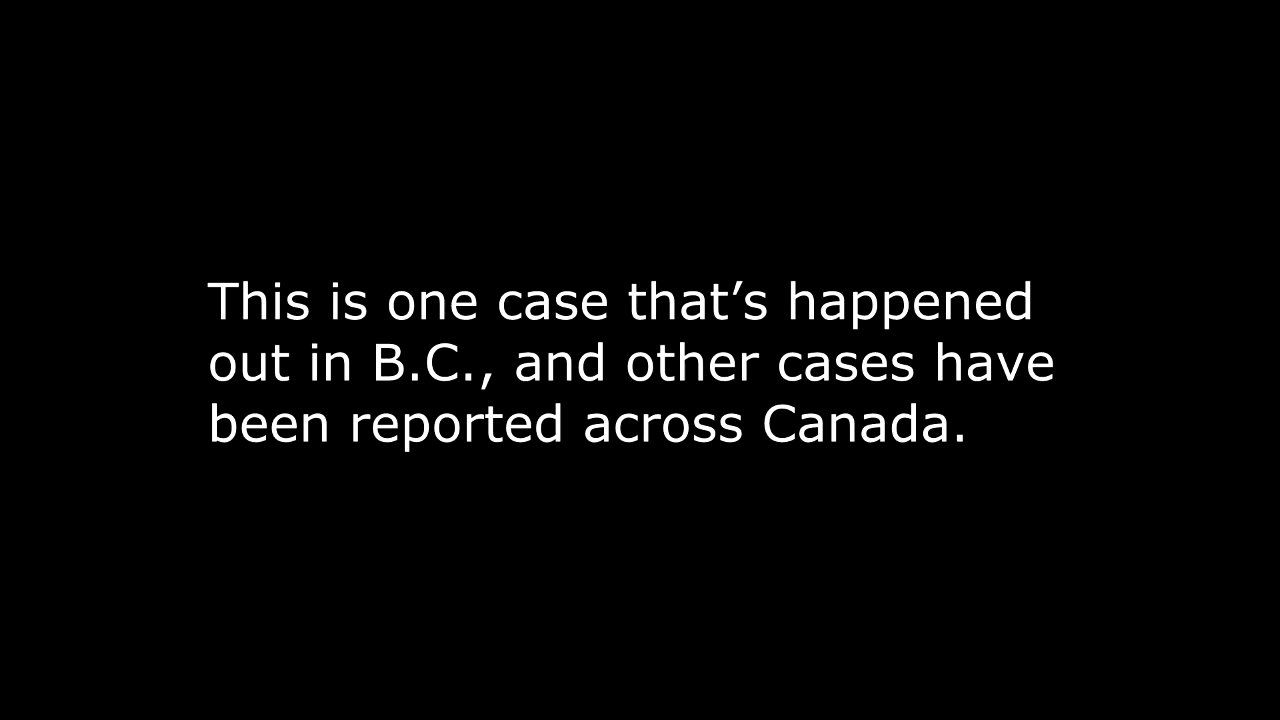 This is one case that’s happened
out in B.C., and other cases have
been reported across Canada.